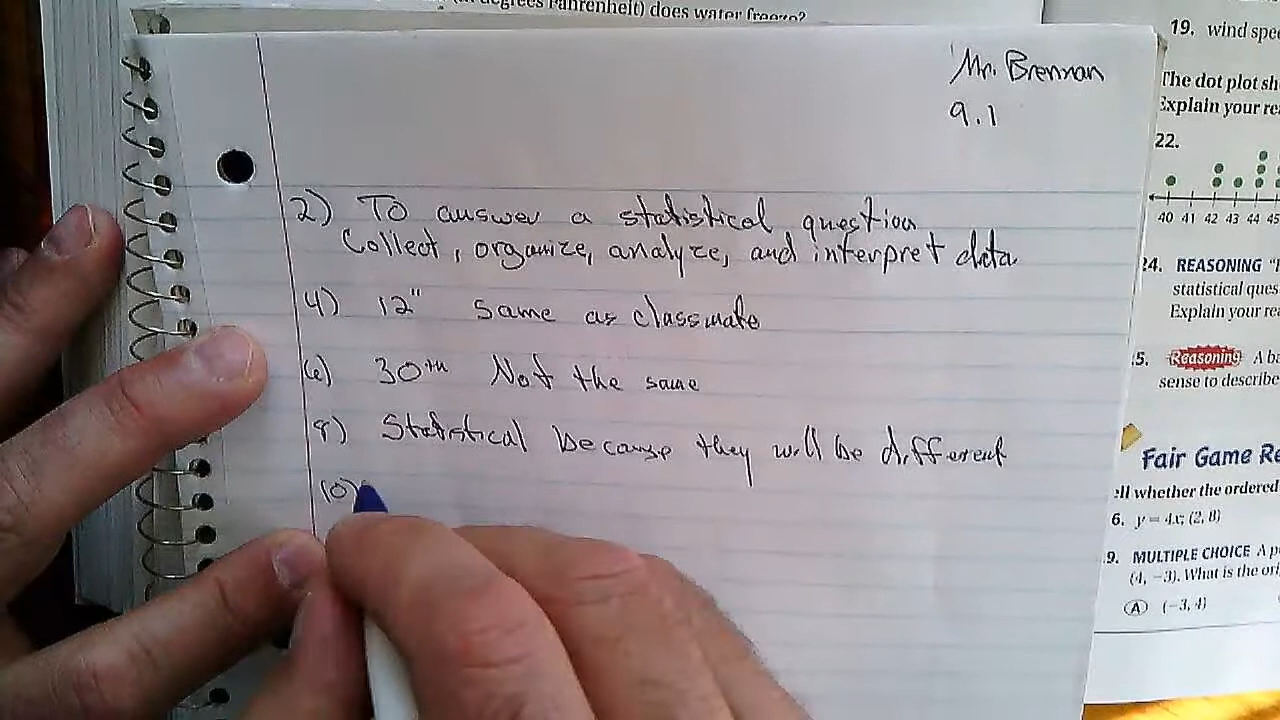 (in degrees Fahrenheit) does water freeze?
Mr. Brennan
9.1
2) To answer a statistical question
Collect, organize, analyze, and interpret data
4) 12" Same as classmate
6) 30th Not the same
8) Statistical because they will be different
10)
19. wind spe
The dot plot sh
Explain your re
22.
40 41 42 43 44 45
24. REASONING
statistical ques
Explain your re
5. Reasoning A ba
sense to describe
Fair Game Re
ell whether the ordered
6. y = 4x; (2, 8)
9. MULTIPLE CHOICE A p
(4, −3). What is the ori
A (−3, 4)